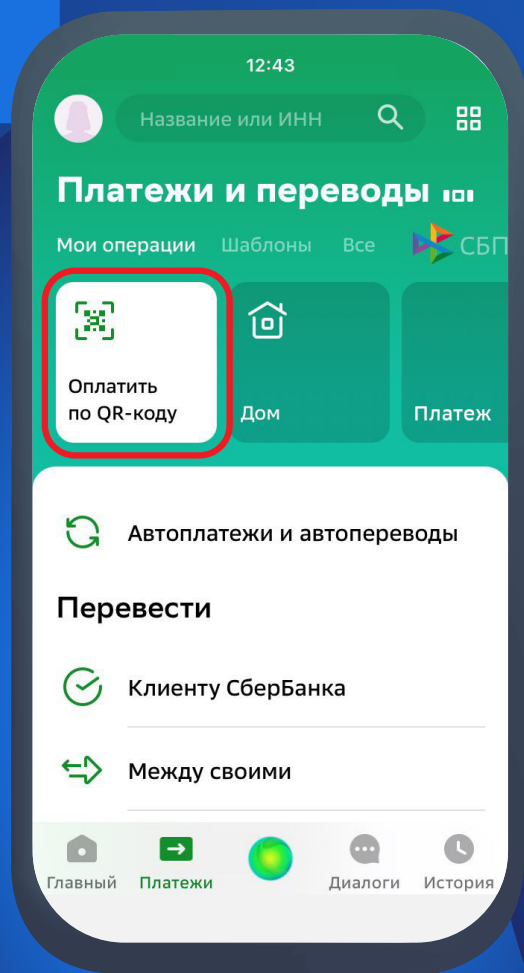 12:43
Название или ИНН
Платежи и переводы
Мои операции Шаблоны Все СБП
Оплатить
по QR-коду
Дом
Платеж
Автоплатежи и автопереводы
Перевести
Клиенту СберБанка
Между своими
Главный Платежи Диалоги История